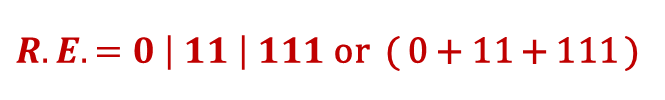 R. E. = 0 | 11 | 111 or ( 0 + 11 + 111 )